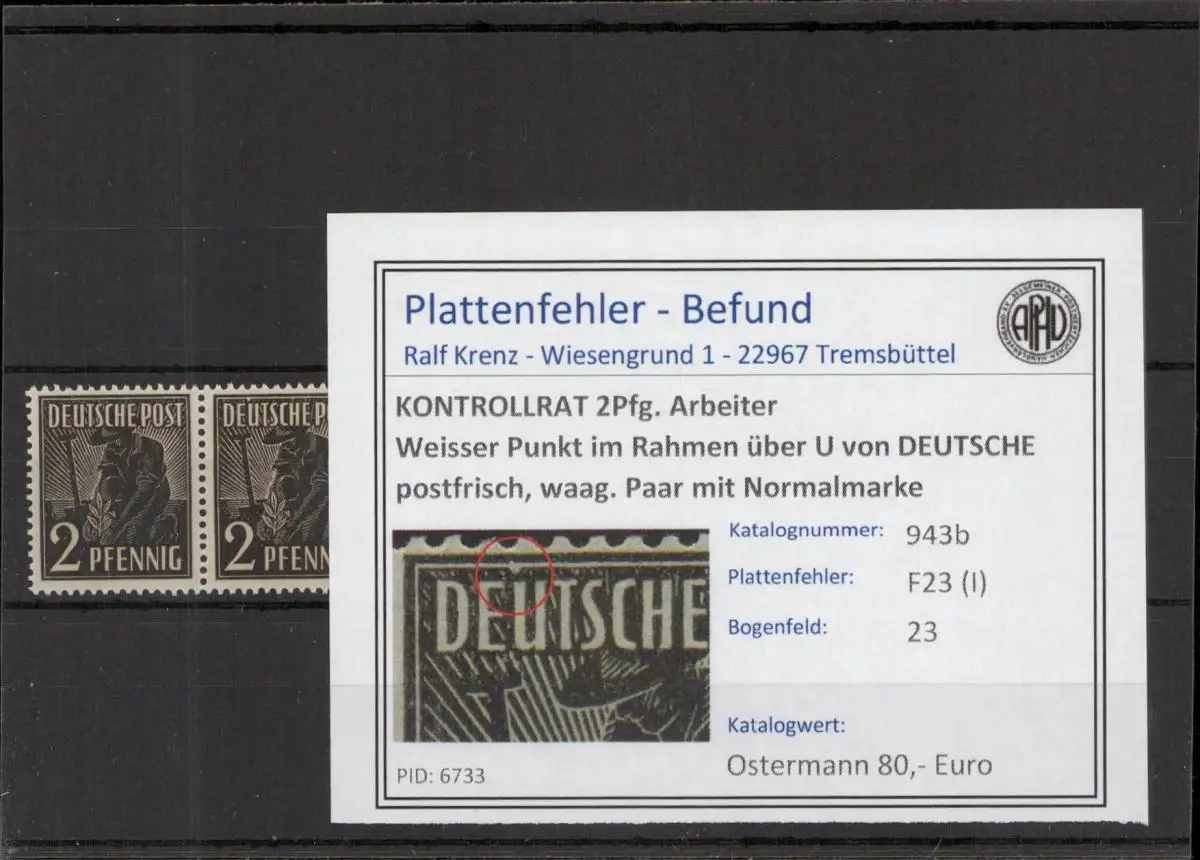 DEUTSCHE POST
2 PFENNIG
DEUTSCHE P
2 PFENN
Plattenfehler - Befund
Ralf Krenz - Wiesengrund 1 - 22967 Tremsbüttel
APHV
KONTROLLRAT 2Pfg. Arbeiter
Weisser Punkt im Rahmen über U von DEUTSCHE
postfrisch, waag. Paar mit Normalmarke
DEUTSCHE
Katalognummer: 943b
Plattenfehler: F23 (I)
Bogenfeld: 23
Katalogwert:
Ostermann 80,- Euro
PID: 6733